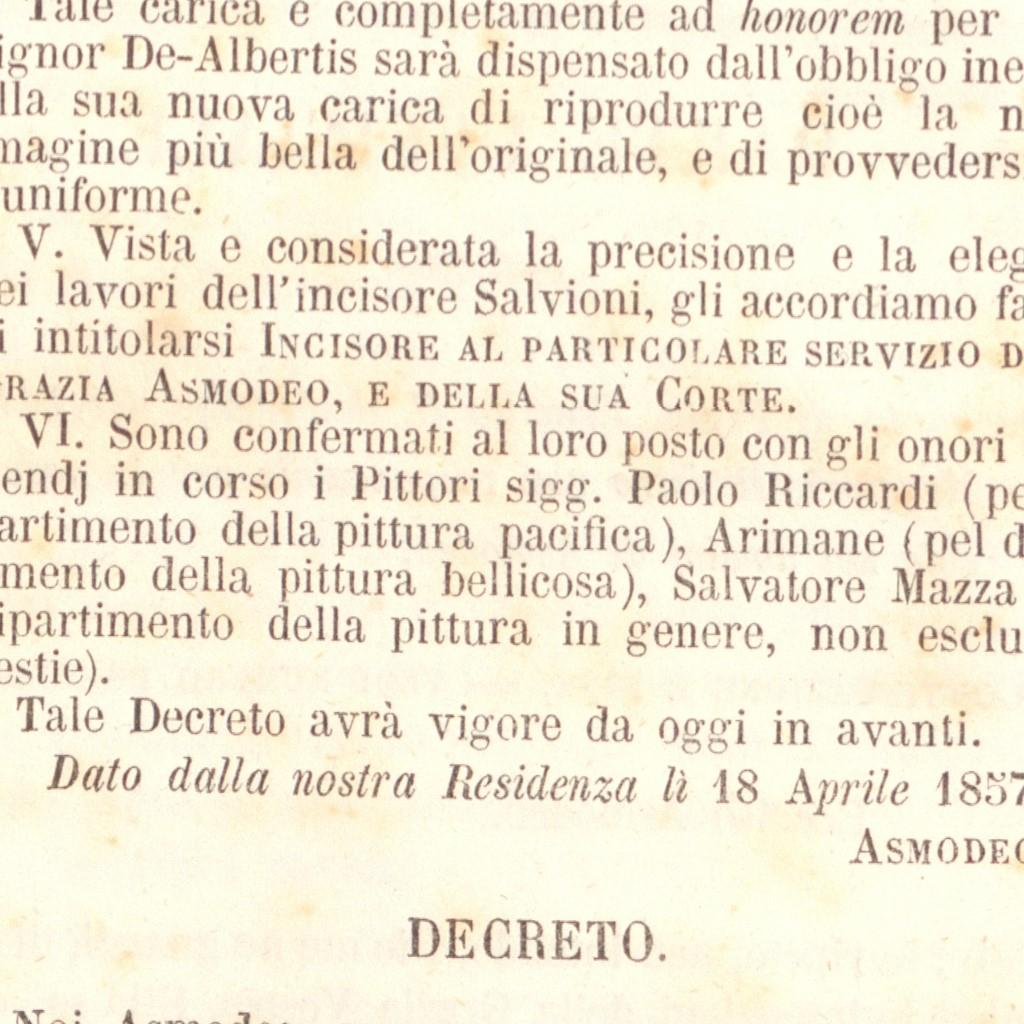 Tale carica è completamente ad honorem per
ignor De-Albertis sarà dispensato dall'obbligo ine
lla sua nuova carica di riprodurre cioè la n
magine più bella dell'originale, e di provveders
uniforme.
V. Vista e considerata la precisione e la eleg
ei lavori dell'incisore Salvioni, gli accordiamo fa
i intitolarsi INCISORE AL PARTICOLARE SERVIZIO D
RAZIA ASMODEO, E DELLA SUA CORTE.
VI. Sono confermati al loro posto con gli onori
endj in corso i Pittori sigg. Paolo Riccardi (pe
artimento della pittura pacifica), Arimane (pel d
mento della pittura bellicosa), Salvatore Mazza
ipartimento della pittura in genere, non esclu
estie).
Tale Decreto avrà vigore da oggi in avanti.
Dato dalla nostra Residenza lì 18 Aprile 1857
ASMODEO
DECRETO.
Noi Asmodeo